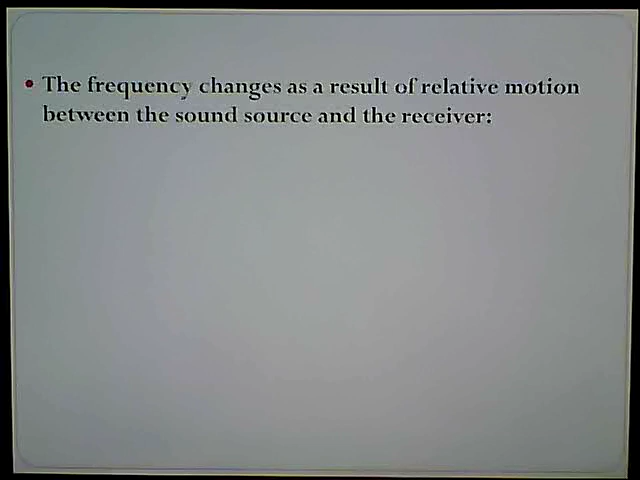 • The frequency changes as a result of relative motion
between the sound source and the receiver: